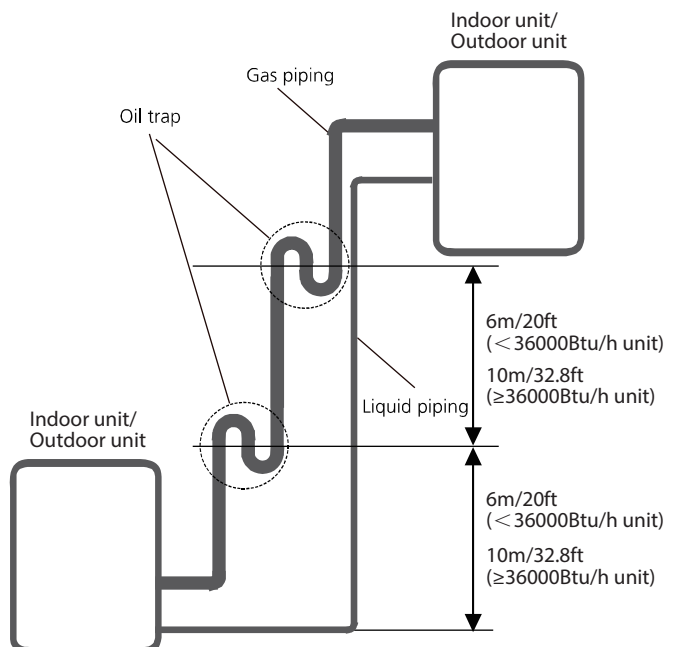 Indoor unit/
Outdoor unit
Gas piping
Oil trap
6m/20ft
(<36000Btu/h unit)
10m/32.8ft
(≥36000Btu/h unit)
Liquid piping
Indoor unit/
Outdoor unit
6m/20ft
(<36000Btu/h unit)
10m/32.8ft
(≥36000Btu/h unit)